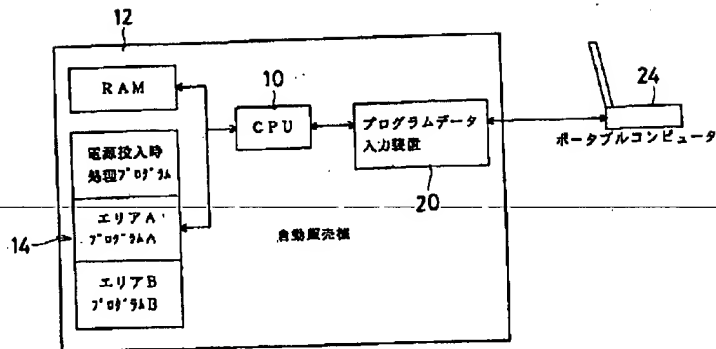 12
RAM
10
CPU
プログラムデータ
入力装置
20
24
ポータブルコンピュータ
電源投入時
処理プログラム
エリアA
プログラムA
14
エリアB
プログラムB
自動販売機